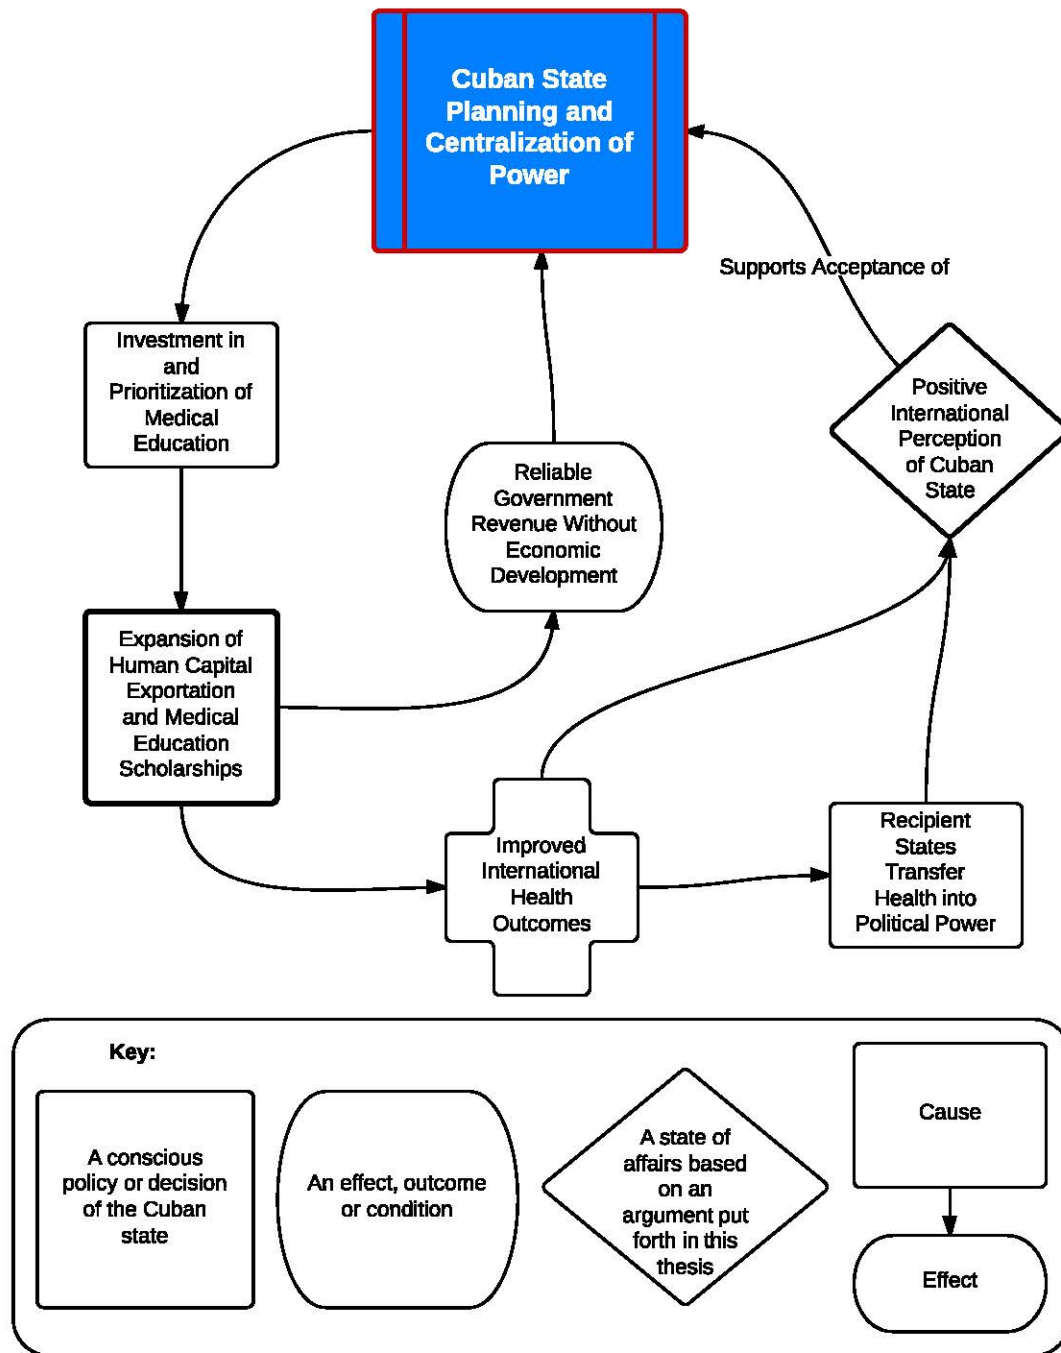 Cuban State
Planning and
Centralization of
Power
Supports Acceptance of
Investment in
and
Prioritization of
Medical
Education
Positive
International
Perception
of Cuban
State
Reliable
Government
Revenue Without
Economic
Development
Expansion of
Human Capital
Exportation
and Medical
Education
Scholarships
Improved
International
Health
Outcomes
Recipient
States
Transfer
Health into
Political Power
Key:
A conscious
policy or decision
of the Cuban
state
An effect, outcome
or condition
A state of
affairs based
on an
argument put
forth in this
thesis
Cause
Effect